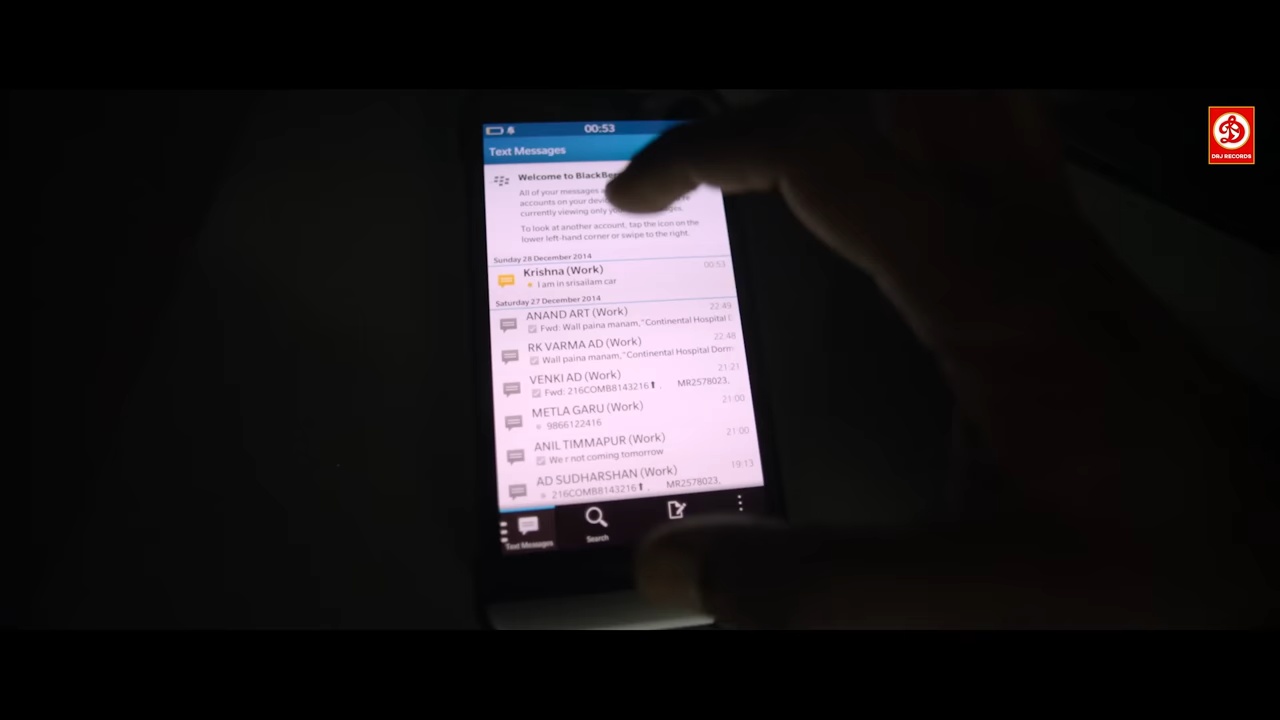 00:53
Text Messages
Welcome to
All of your messages
accounts on your
currently viewing only
To look at another account, tap the icon on the
lower left-hand corner or swipe to the right.
Sunday 28 December 2014
Krishna (Work) 00:53
I am in srisailam car
Saturday 27 December 2014
ANAND ART (Work) 22:49
Fwd: Wall paina manam,"Continental Hospital
RK VARMA AD (Work) 22:48
Wall paina manam,"Continental Hospital Dorm
VENKI AD (Work) 21:21
Fwd: 216COMB8143216⬆ . MR2578023,
METLA GARU (Work) 21:00
9866122416
ANIL TIMMAPUR (Work) 21:00
We r not coming tomorrow
AD SUDHARSHAN (Work) 19:13
216COMB8143216⬆ . MR2578023,
Text Messages
Search
DRJ RECORDS